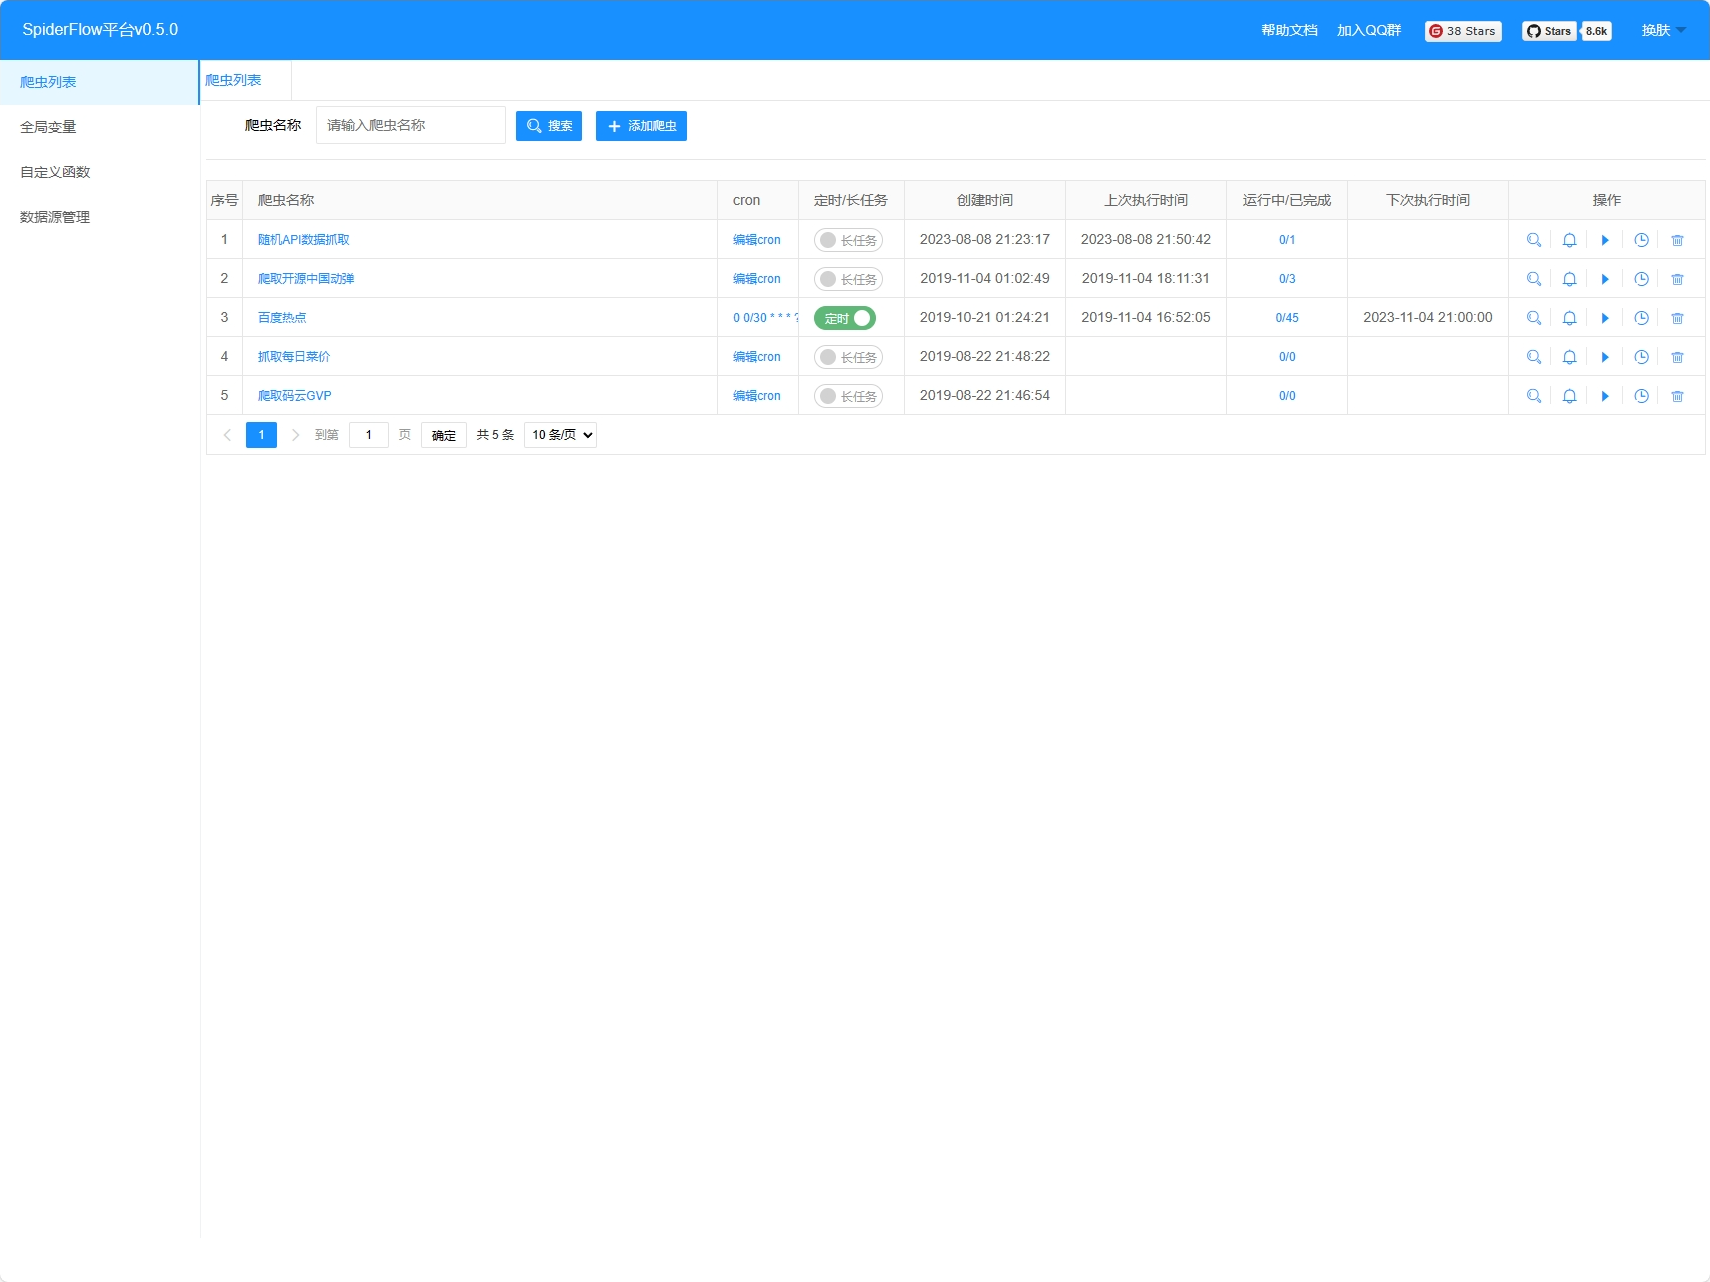 SpiderFlow平台v0.5.0
帮助文档 加入QQ群 38 Stars Stars 8.6k 换肤
爬虫列表
全局变量
自定义函数
数据源管理
爬虫列表
爬虫名称 请输入爬虫名称 搜索 添加爬虫
序号 爬虫名称 cron 定时/长任务 创建时间 上次执行时间 运行中/已完成 下次执行时间 操作
1 随机API数据抓取 编辑cron 长任务 2023-08-08 21:23:17 2023-08-08 21:50:42 0/1
2 爬取开源中国动弹 编辑cron 长任务 2019-11-04 01:02:49 2019-11-04 18:11:31 0/3
3 百度热点 0 0/30 * * * ? 定时 2019-10-21 01:24:21 2019-11-04 16:52:05 0/45 2023-11-04 21:00:00
4 抓取每日菜价 编辑cron 长任务 2019-08-22 21:48:22 0/0
5 爬取码云GVP 编辑cron 长任务 2019-08-22 21:46:54 0/0
1 到第 1 页 确定 共 5 条 10 条/页